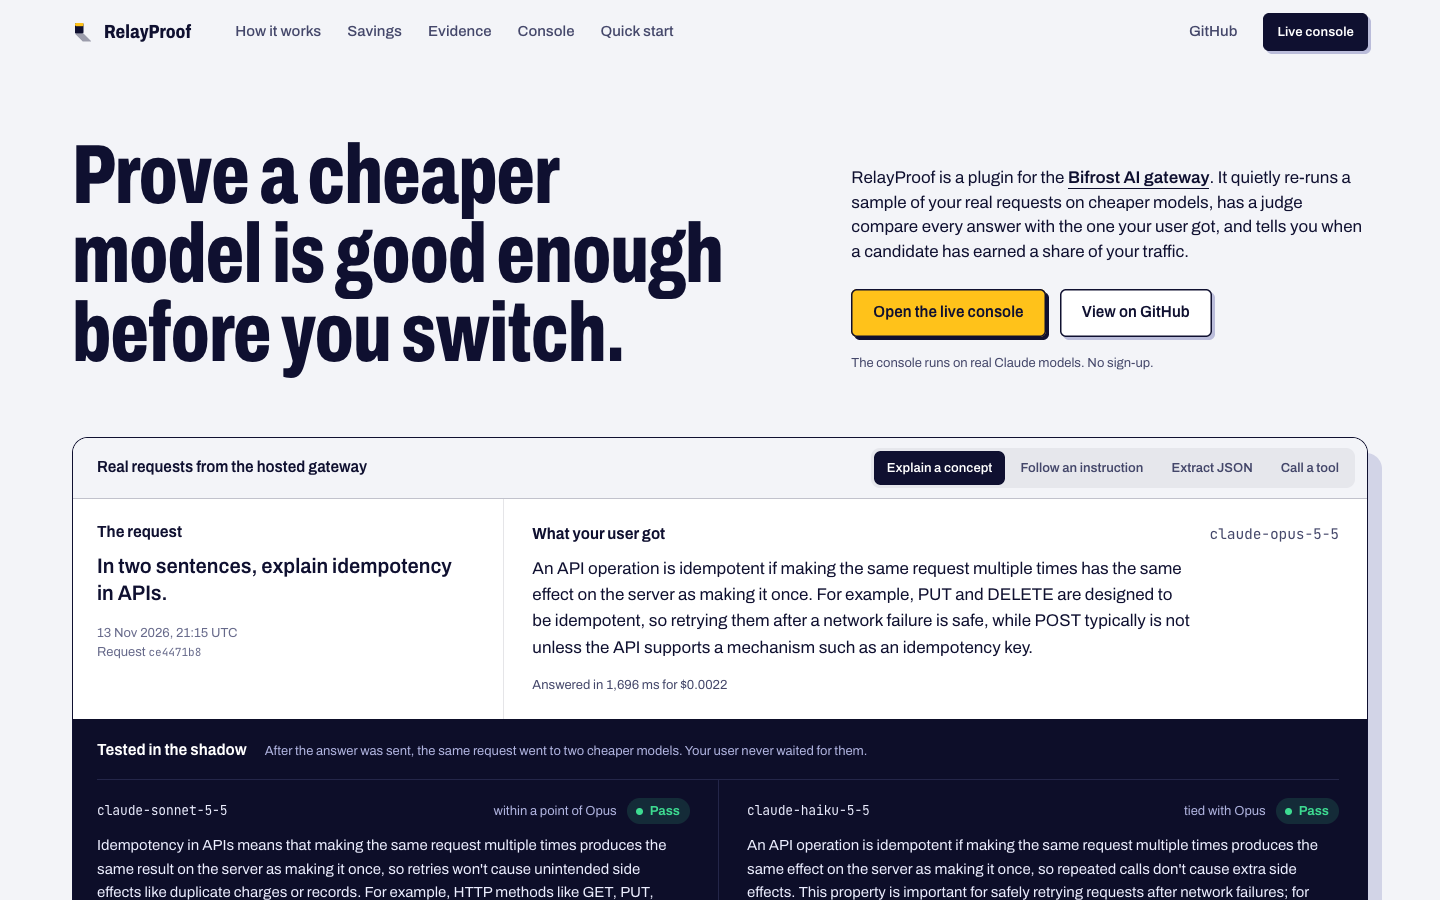 RelayProof
How it works
Savings
Evidence
Console
Quick start
GitHub
Live console
Prove a cheaper
model is good enough
before you switch.
RelayProof is a plugin for the Bifrost AI gateway. It quietly re-runs a
sample of your real requests on cheaper models, has a judge
compare every answer with the one your user got, and tells you when
a candidate has earned a share of your traffic.
Open the live console
View on GitHub
The console runs on real Claude models. No sign-up.
Real requests from the hosted gateway
Explain a concept
Follow an instruction
Extract JSON
Call a tool
The request
In two sentences, explain idempotency
in APIs.
13 Nov 2026, 21:15 UTC
Request ce4471b8
What your user got
claude-opus-5-5
An API operation is idempotent if making the same request multiple times has the same
effect on the server as making it once. For example, PUT and DELETE are designed to
be idempotent, so retrying them after a network failure is safe, while POST typically is not
unless the API supports a mechanism such as an idempotency key.
Answered in 1,696 ms for $0.0022
Tested in the shadow
After the answer was sent, the same request went to two cheaper models. Your user never waited for them.
claude-sonnet-5-5
within a point of Opus
Pass
Idempotency in APIs means that making the same request multiple times produces the
same result on the server as making it once, so retries won't cause unintended side
effects like duplicate charges or records. For example, HTTP methods like GET, PUT,
claude-haiku-5-5
tied with Opus
Pass
An API operation is idempotent if making the same request multiple times produces the
same effect on the server as making it once, so repeated calls don't cause extra side
effects. This property is important for safely retrying requests after network failures; for